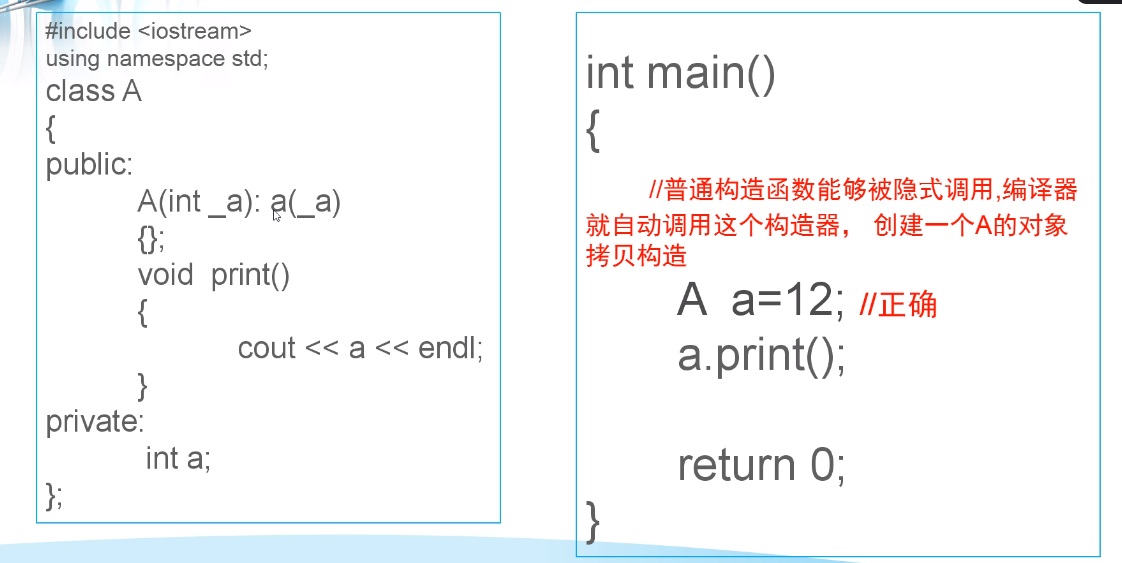 #include <iostream>
using namespace std;
class A
{
public:
A(int _a): a(_a)
{};
void print()
{
cout << a << endl;
}
private:
int a;
};
int main()
{
//普通构造函数能够被隐式调用,编译器
就自动调用这个构造器， 创建一个A的对象
拷贝构造
A a=12; //正确
a.print();
return 0;
}